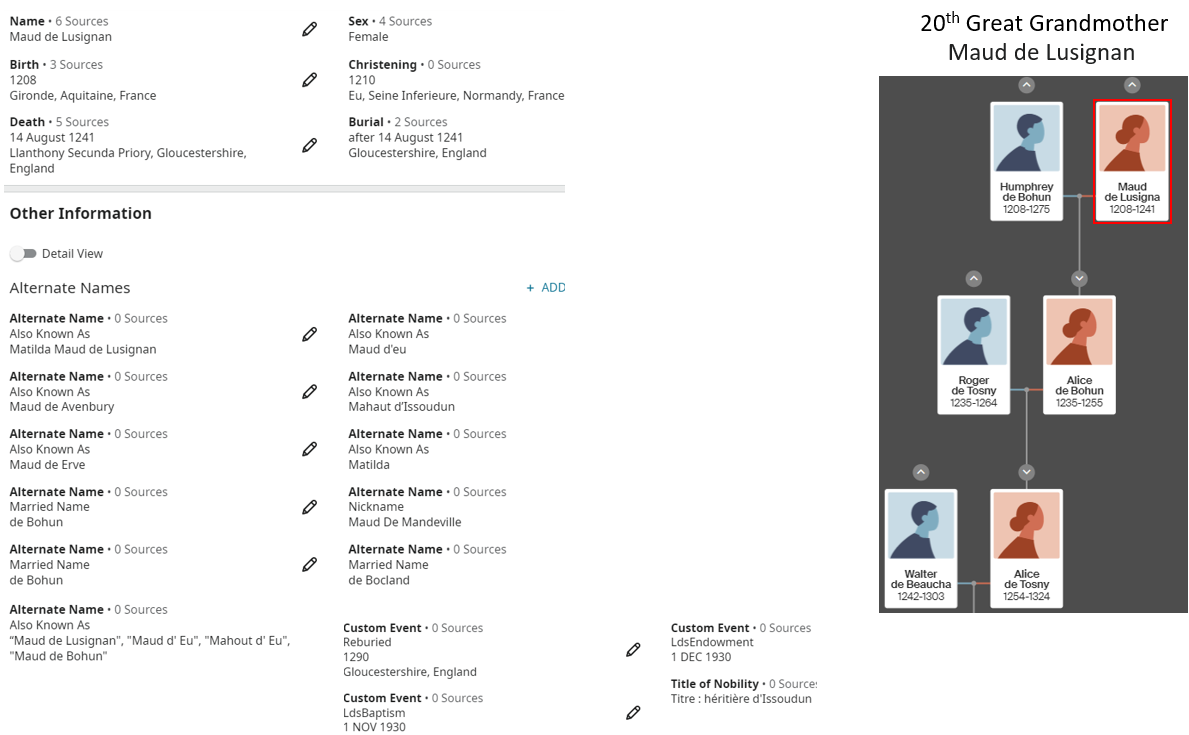 Name • 6 Sources
Maud de Lusignan
Sex • 4 Sources
Female
Birth • 3 Sources
1208
Gironde, Aquitaine, France
Christening • 0 Sources
1210
Eu, Seine Inferieure, Normandy, France
Death • 5 Sources
14 August 1241
Llanthony Secunda Priory, Gloucestershire,
England
Burial • 2 Sources
after 14 August 1241
Gloucestershire, England
Other Information
Detail View
Alternate Names
+ ADD
Alternate Name • 0 Sources
Also Known As
Matilda Maud de Lusignan
Alternate Name • 0 Sources
Also Known As
Maud d'eu
Alternate Name • 0 Sources
Also Known As
Maud de Avenbury
Alternate Name • 0 Sources
Also Known As
Mahaut d’Issoudun
Alternate Name • 0 Sources
Also Known As
Maud de Erve
Alternate Name • 0 Sources
Also Known As
Matilda
Alternate Name • 0 Sources
Married Name
de Bohun
Alternate Name • 0 Sources
Nickname
Maud De Mandeville
Alternate Name • 0 Sources
Married Name
de Bohun
Alternate Name • 0 Sources
Married Name
de Bocland
Alternate Name • 0 Sources
Also Known As
“Maud de Lusignan", "Maud d' Eu", "Mahout d' Eu",
"Maud de Bohun"
Custom Event • 0 Sources
Reburied
1290
Gloucestershire, England
Custom Event • 0 Sources
LdsBaptism
1 NOV 1930
Custom Event • 0 Sources
LdsEndowment
1 DEC 1930
Title of Nobility • 0 Sources
Titre : héritière d'Issoudun
20th Great Grandmother
Maud de Lusignan
Humphrey
de Bohun
1208-1275
Maud
de Lusigna
1208-1241
Roger
de Tosny
1235-1264
Alice
de Bohun
1235-1255
Walter
de Beaucha
1242-1303
Alice
de Tosny
1254-1324